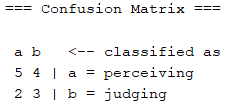 === Confusion Matrix ===
a b <-- classified as
5 4 | a = perceiving
2 3 | b = judging